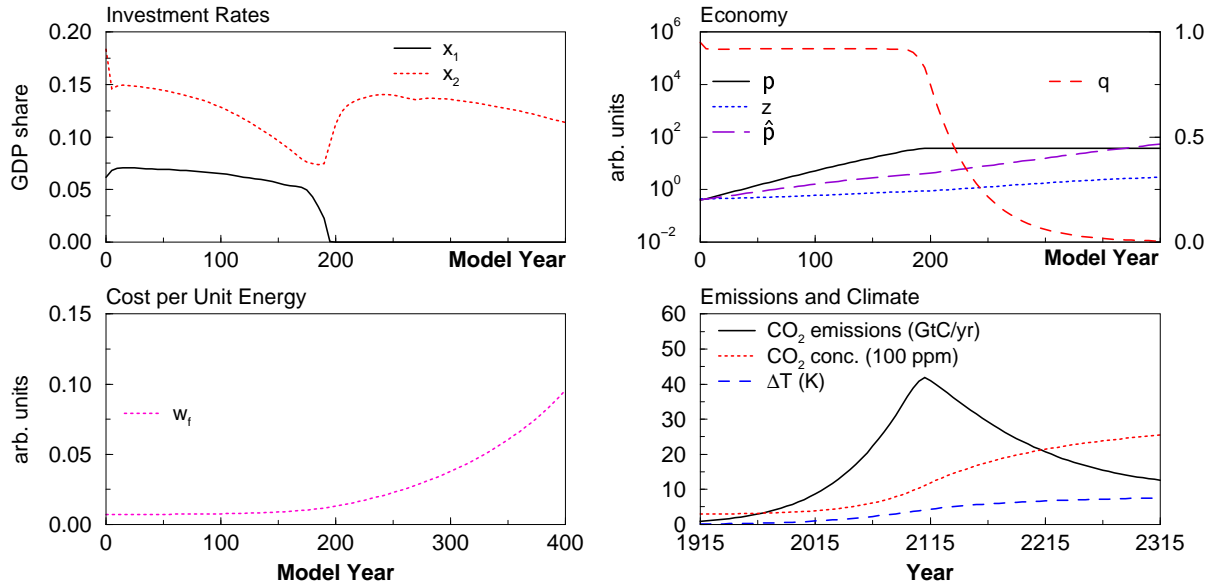 Investment Rates
0.20
0.15
0.10
0.05
0.00
GDP share
x1
x2
0
100
200
Model Year
Economy
10^6
10^4
10^2
10^0
10^−2
arb. units
p
z
p̂
q
1.0
0.5
0.0
0
100
200
Model Year
Cost per Unit Energy
0.15
0.10
0.05
0.00
arb. units
wf
0
100
200
300
400
Model Year
Emissions and Climate
60
50
40
30
20
10
0
CO2 emissions (GtC/yr)
CO2 conc. (100 ppm)
ΔT (K)
1915
2015
2115
2215
2315
Year